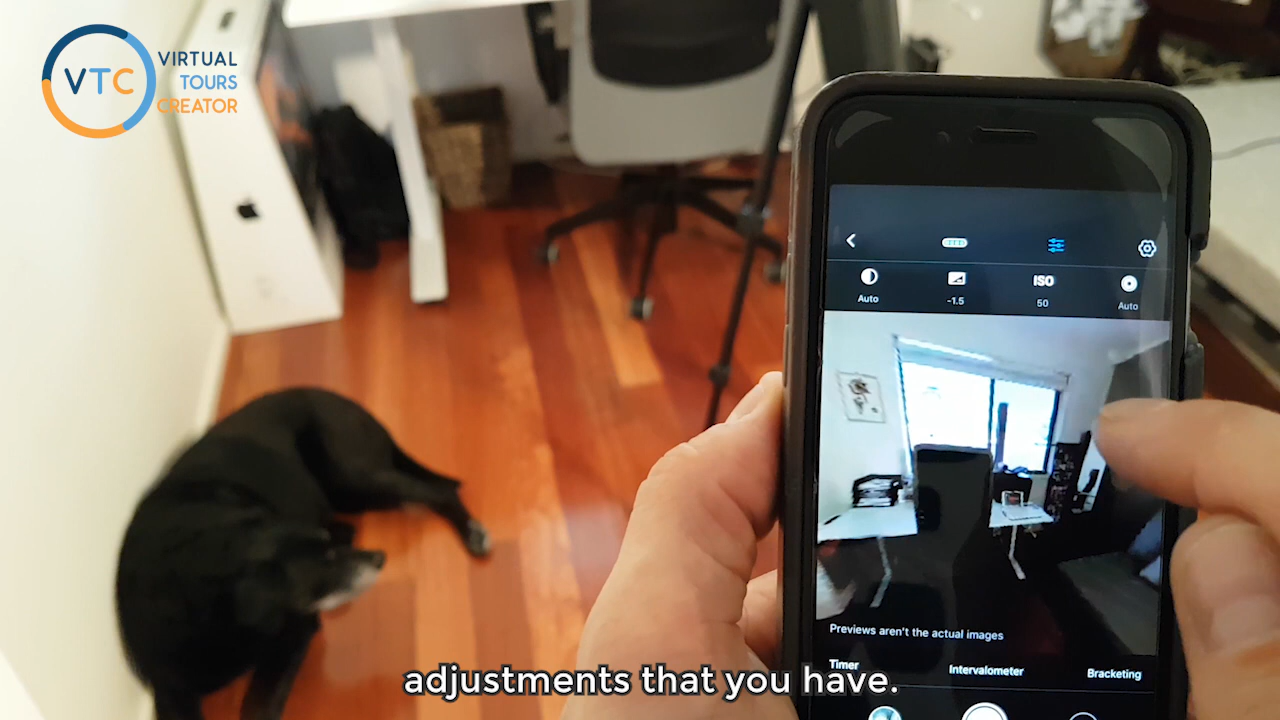 VTC
VIRTUAL
TOURS
CREATOR
ISO
Auto
-1.5
50
Auto
Previews aren't the actual images
Timer
Intervalometer
Bracketing
adjustments that you have.